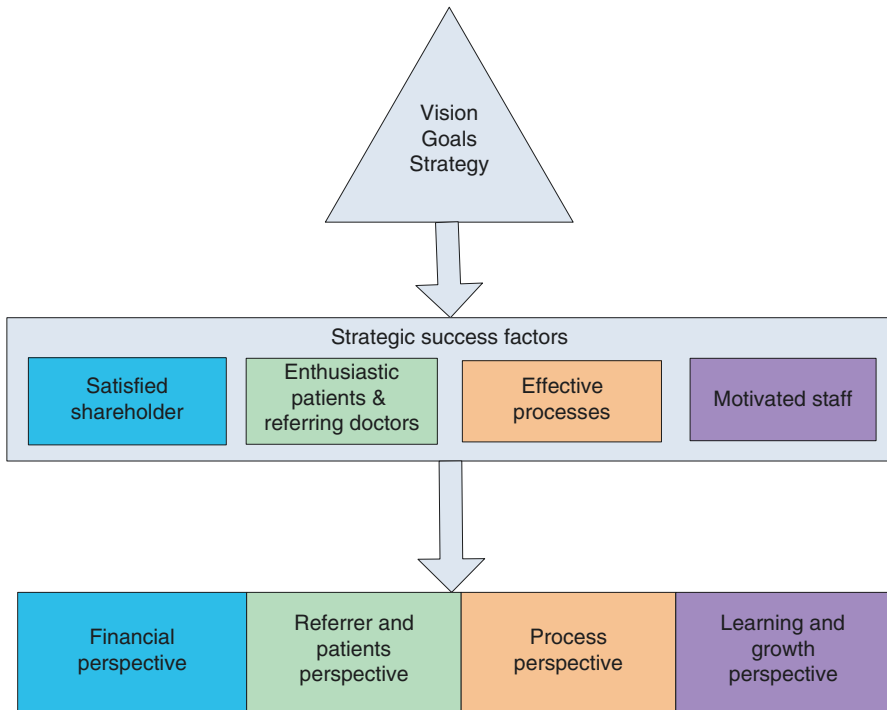 Vision
Goals
Strategy
Strategic success factors
Satisfied
shareholder
Enthusiastic
patients &
referring doctors
Effective
processes
Motivated staff
Financial
perspective
Referrer and
patients
perspective
Process
perspective
Learning and
growth
perspective